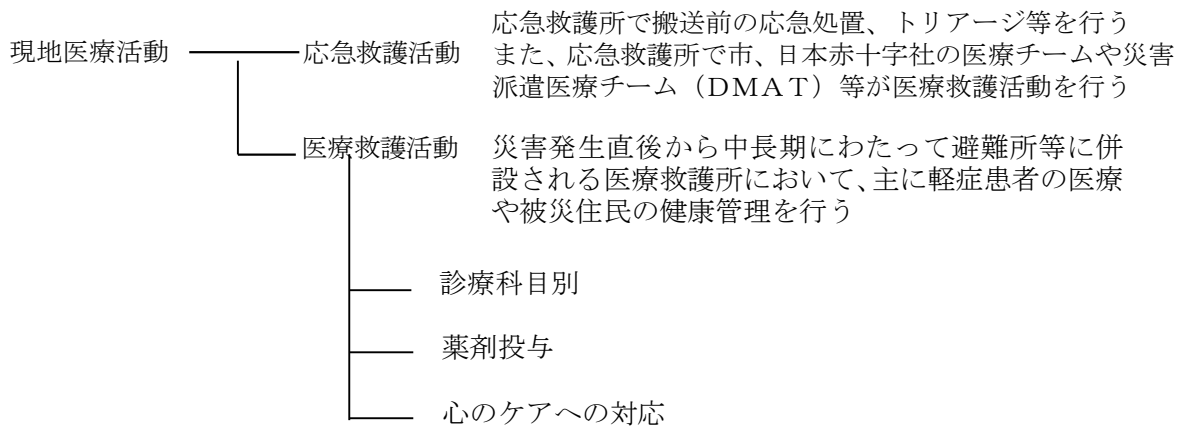 応急救護所で搬送前の応急処置、トリアージ等を行う
現地医療活動 応急救護活動 また、応急救護所で市、日本赤十字社の医療チームや災害
派遣医療チーム（ＤＭＡＴ）等が医療救護活動を行う
医療救護活動 災害発生直後から中長期にわたって避難所等に併
設される医療救護所において、主に軽症患者の医療
や被災住民の健康管理を行う
診療科目別
薬剤投与
心のケアへの対応